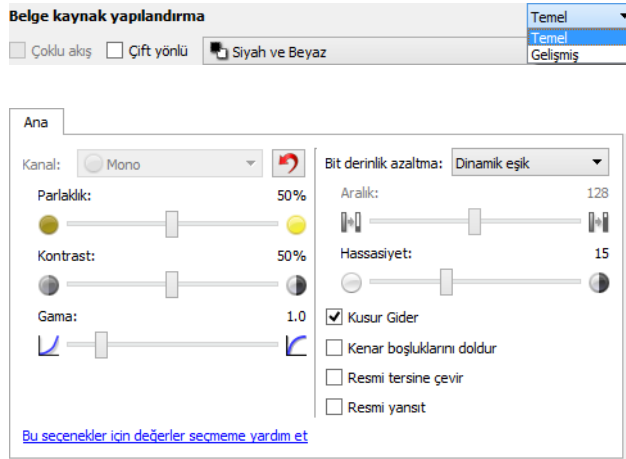 Belge kaynak yapılandırma
Temel
Temel
Gelişmiş
Çoklu akış
Çift yönlü
Siyah ve Beyaz
Ana
Kanal: Mono
Parlaklık: 50%
Kontrast: 50%
Gama: 1.0
Bit derinlik azaltma: Dinamik eşik
Aralık: 128
Hassasiyet: 15
Kusur Gider
Kenar boşluklarını doldur
Resmi tersine çevir
Resmi yansıt
Bu seçenekler için değerler seçmeme yardım et